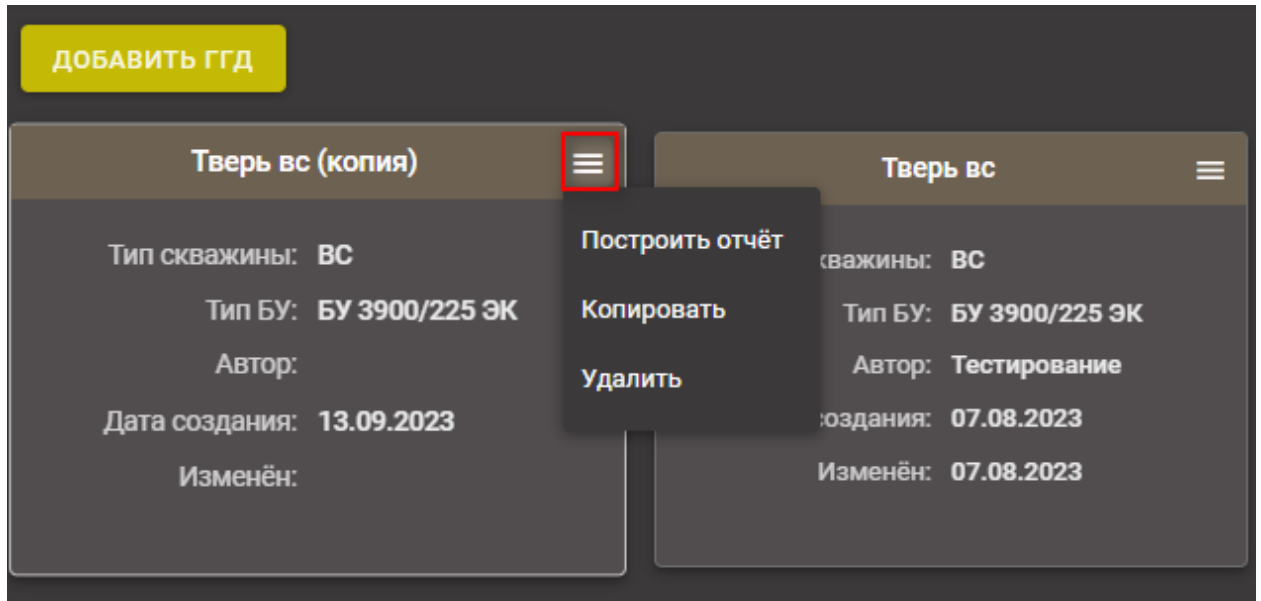 ДОБАВИТЬ ГГД
Тверь вс (копия)
Тип скважины: ВС
Тип БУ: БУ 3900/225 ЭК
Автор:
Дата создания: 13.09.2023
Изменён:
Построить отчёт
Копировать
Удалить
Тверь вс
кважины: ВС
Тип БУ: БУ 3900/225 ЭК
Автор: Тестирование
создания: 07.08.2023
Изменён: 07.08.2023